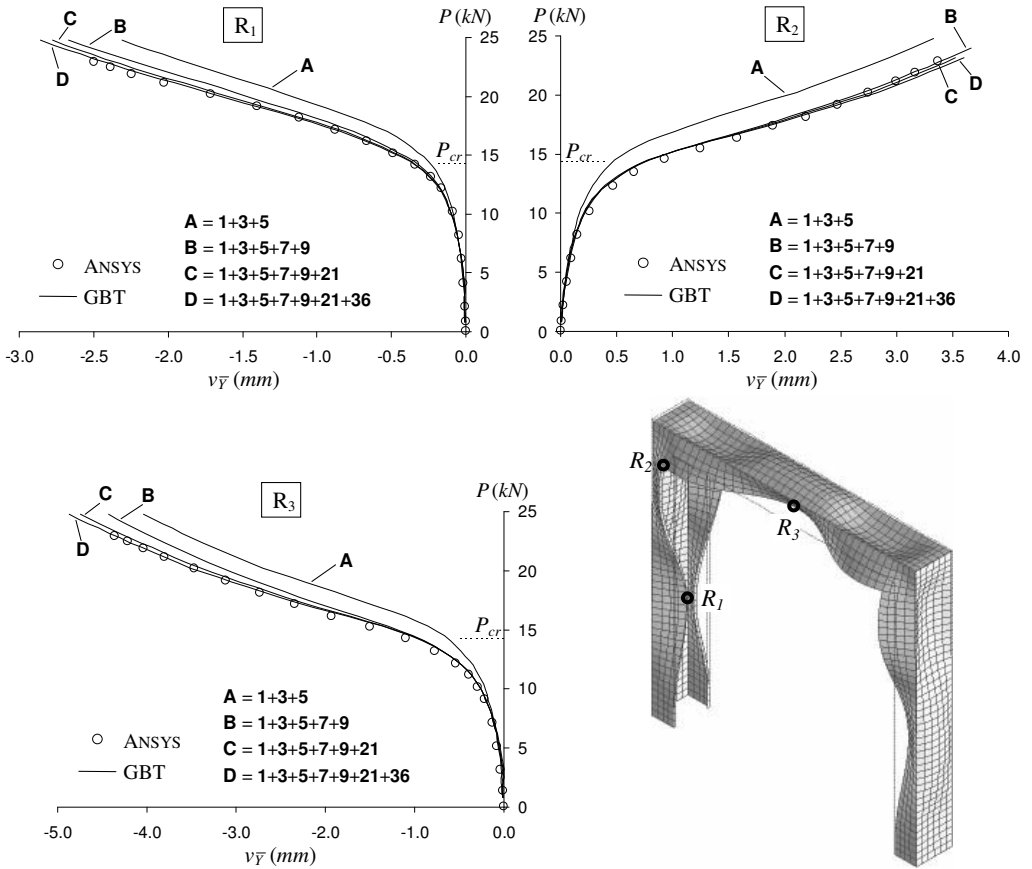 C
B
D
R1
P (kN)
25
20
15
10
5
0
A
Pcr
A = 1+3+5
B = 1+3+5+7+9
C = 1+3+5+7+9+21
D = 1+3+5+7+9+21+36
ANSYS
GBT
-3.0 -2.5 -2.0 -1.5 -1.0 -0.5 0.0
vY̅ (mm)
P (kN)
25
20
15
10
5
0
R2
B
A
D
C
Pcr
A = 1+3+5
B = 1+3+5+7+9
C = 1+3+5+7+9+21
D = 1+3+5+7+9+21+36
ANSYS
GBT
0.0 0.5 1.0 1.5 2.0 2.5 3.0 3.5 4.0
vY̅ (mm)
C
B
D
R3
P (kN)
25
20
15
10
5
0
A
Pcr
A = 1+3+5
B = 1+3+5+7+9
C = 1+3+5+7+9+21
D = 1+3+5+7+9+21+36
ANSYS
GBT
-5.0 -4.0 -3.0 -2.0 -1.0 0.0
vY̅ (mm)
R2
R3
R1